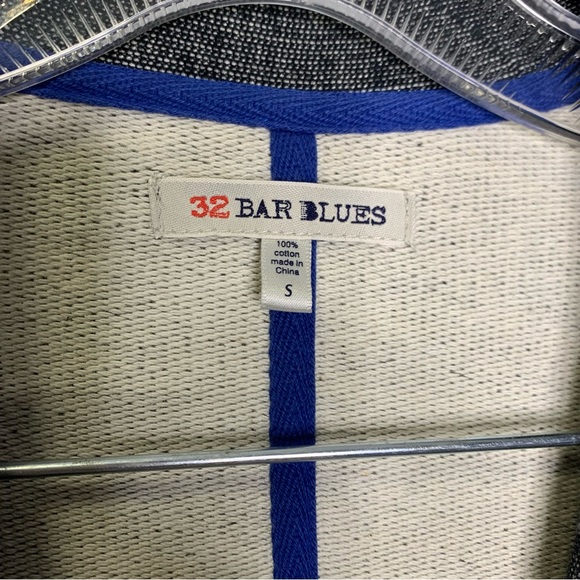 32 BAR BLUES
100%
cotton
made in
China
S